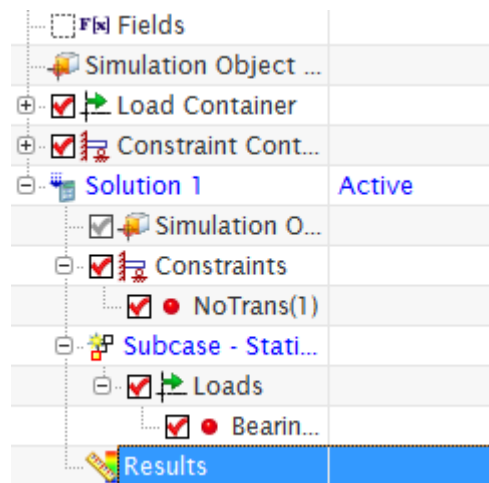 F(x) Fields
Simulation Object ...
Load Container
Constraint Cont...
Solution 1 Active
Simulation O...
Constraints
NoTrans(1)
Subcase - Stati...
Loads
Bearin...
Results